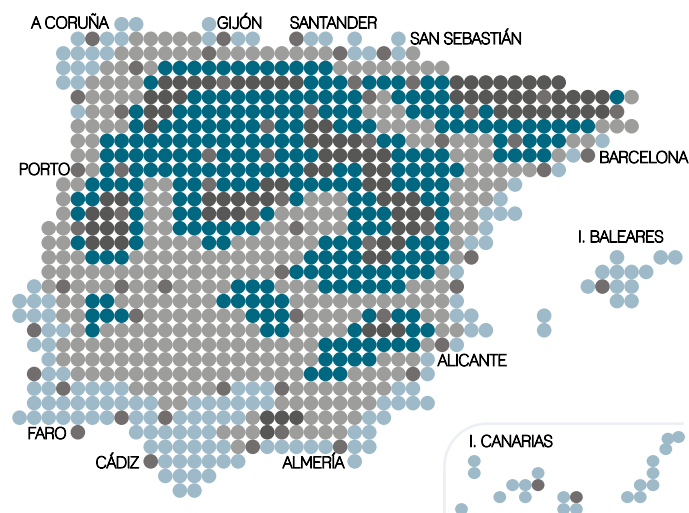 A CORUÑA
GIJÓN
SANTANDER
SAN SEBASTIÁN
BARCELONA
PORTO
I. BALEARES
ALICANTE
FARO
I. CANARIAS
CÁDIZ
ALMERÍA